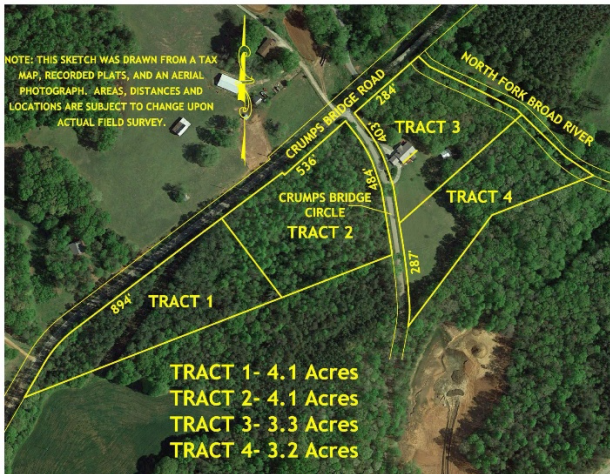 NOTE: THIS SKETCH WAS DRAWN FROM A TAX
MAP, RECORDED PLATS, AND AN AERIAL
PHOTOGRAPH. AREAS, DISTANCES AND
LOCATIONS ARE SUBJECT TO CHANGE UPON
ACTUAL FIELD SURVEY.
CRUMPS BRIDGE ROAD
284'
NORTH FORK BROAD RIVER
403'
TRACT 3
536'
484'
CRUMPS BRIDGE
CIRCLE
TRACT 4
TRACT 2
287'
894'
TRACT 1
TRACT 1- 4.1 Acres
TRACT 2- 4.1 Acres
TRACT 3- 3.3 Acres
TRACT 4- 3.2 Acres